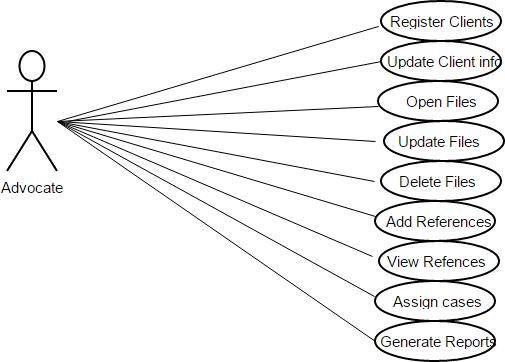 Register Clients
Update Client info
Open Files
Update Files
Advocate
Delete Files
Add References
View Refences
Assign cases
Generate Reports